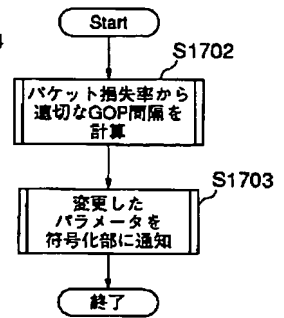 Start
S1702
パケット損失率から
適切なGOP間隔を
計算
S1703
変更した
パラメータを
符号化部に通知
終了